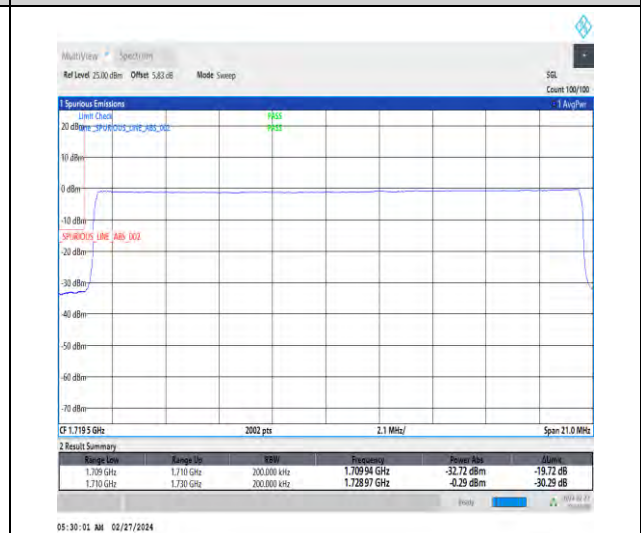 MultiView Spectrum
Ref Level 25.00 dBm Offset 5.83 dB Mode Sweep SGL
Count 100/100
1 Spurious Emissions 1 AvgPwr
Limit Check PASS
20 dBm Line _SPURIOUS_LINE_ABS_002 PASS
10 dBm
0 dBm
-10 dBm
_SPURIOUS_LINE_ABS_002
-20 dBm
-30 dBm
-40 dBm
-50 dBm
-60 dBm
-70 dBm
CF 1.7195 GHz 2002 pts 2.1 MHz/ Span 21.0 MHz
2 Result Summary
Range Low Range Up RBW Frequency Power Abs ΔLimit
1.709 GHz 1.710 GHz 200.000 kHz 1.70994 GHz -32.72 dBm -19.72 dB
1.710 GHz 1.730 GHz 200.000 kHz 1.72897 GHz -0.29 dBm -30.29 dB
Ready
05:30:01 AM 02/27/2024